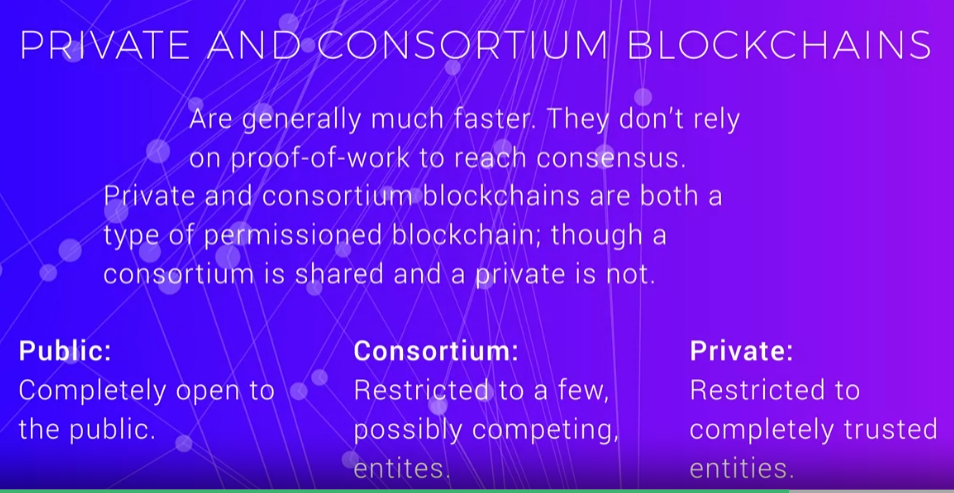 PRIVATE AND CONSORTIUM BLOCKCHAINS
Are generally much faster. They don't rely
on proof-of-work to reach consensus.
Private and consortium blockchains are both a
type of permissioned blockchain; though a
consortium is shared and a private is not.
Public:
Completely open to
the public.
Consortium:
Restricted to a few,
possibly competing,
entites.
Private:
Restricted to
completely trusted
entities.